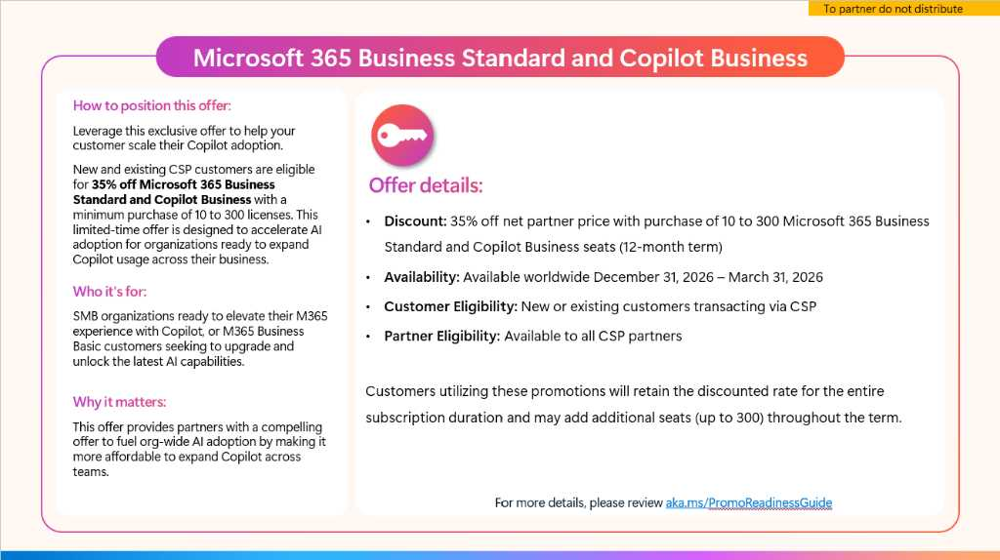 To partner do not distribute
Microsoft 365 Business Standard and Copilot Business
How to position this offer:
Leverage this exclusive offer to help your
customer scale their Copilot adoption.
New and existing CSP customers are eligible
for 35% off Microsoft 365 Business
Standard and Copilot Business with a
minimum purchase of 10 to 300 licenses. This
limited-time offer is designed to accelerate AI
adoption for organizations ready to expand
Copilot usage across their business.
Who it's for:
SMB organizations ready to elevate their M365
experience with Copilot, or M365 Business
Basic customers seeking to upgrade and
unlock the latest AI capabilities.
Why it matters:
This offer provides partners with a compelling
offer to fuel org-wide AI adoption by making it
more affordable to expand Copilot across
teams.
Offer details:
• Discount: 35% off net partner price with purchase of 10 to 300 Microsoft 365 Business
Standard and Copilot Business seats (12-month term)
• Availability: Available worldwide December 31, 2026 – March 31, 2026
• Customer Eligibility: New or existing customers transacting via CSP
• Partner Eligibility: Available to all CSP partners
Customers utilizing these promotions will retain the discounted rate for the entire
subscription duration and may add additional seats (up to 300) throughout the term.
For more details, please review aka.ms/PromoReadinessGuide